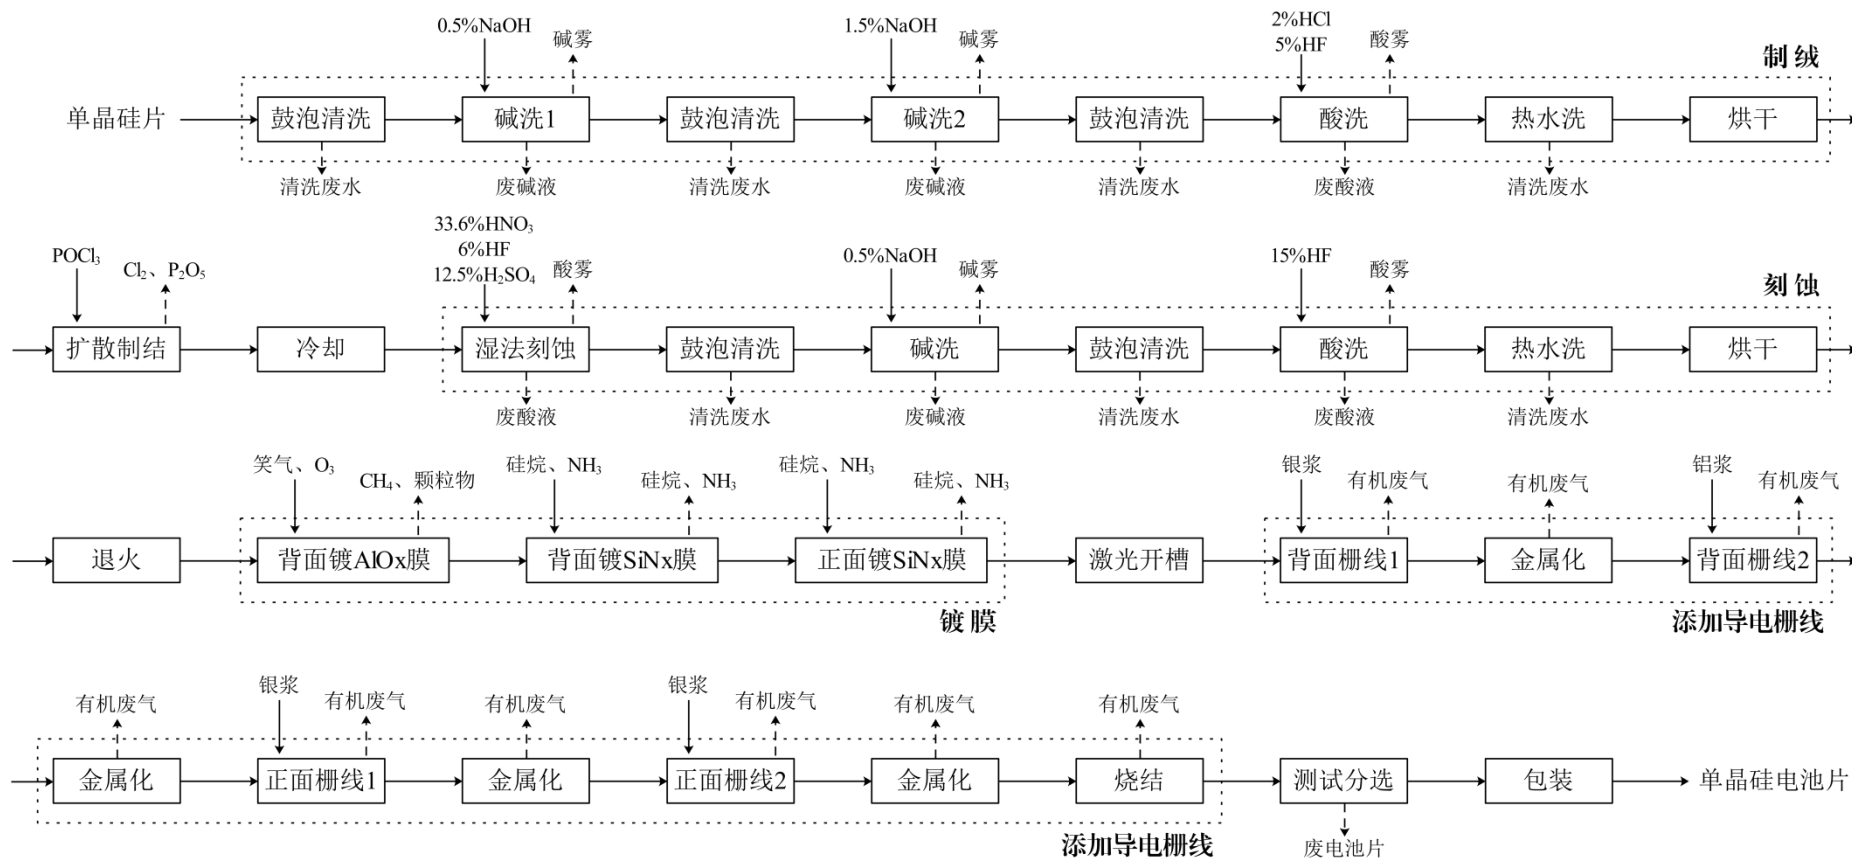 0.5%NaOH
碱雾
1.5%NaOH
碱雾
2%HCl
5%HF
酸雾
制绒
单晶硅片
鼓泡清洗
碱洗1
鼓泡清洗
碱洗2
鼓泡清洗
酸洗
热水洗
烘干
清洗废水
废碱液
清洗废水
废碱液
清洗废水
废酸液
清洗废水
POCl₃
Cl₂、P₂O₅
33.6%HNO₃
6%HF
12.5%H₂SO₄
酸雾
0.5%NaOH
碱雾
15%HF
酸雾
刻蚀
扩散制结
冷却
湿法刻蚀
鼓泡清洗
碱洗
鼓泡清洗
酸洗
热水洗
烘干
废酸液
清洗废水
废碱液
清洗废水
废酸液
清洗废水
笑气、O₃
CH₄、颗粒物
硅烷、NH₃
硅烷、NH₃
硅烷、NH₃
硅烷、NH₃
银浆
有机废气
有机废气
铝浆
有机废气
退火
背面镀AlOx膜
背面镀SiNx膜
正面镀SiNx膜
激光开槽
背面栅线1
金属化
背面栅线2
镀膜
添加导电栅线
有机废气
银浆
有机废气
有机废气
银浆
有机废气
有机废气
有机废气
金属化
正面栅线1
金属化
正面栅线2
金属化
烧结
测试分选
包装
单晶硅电池片
添加导电栅线
废电池片